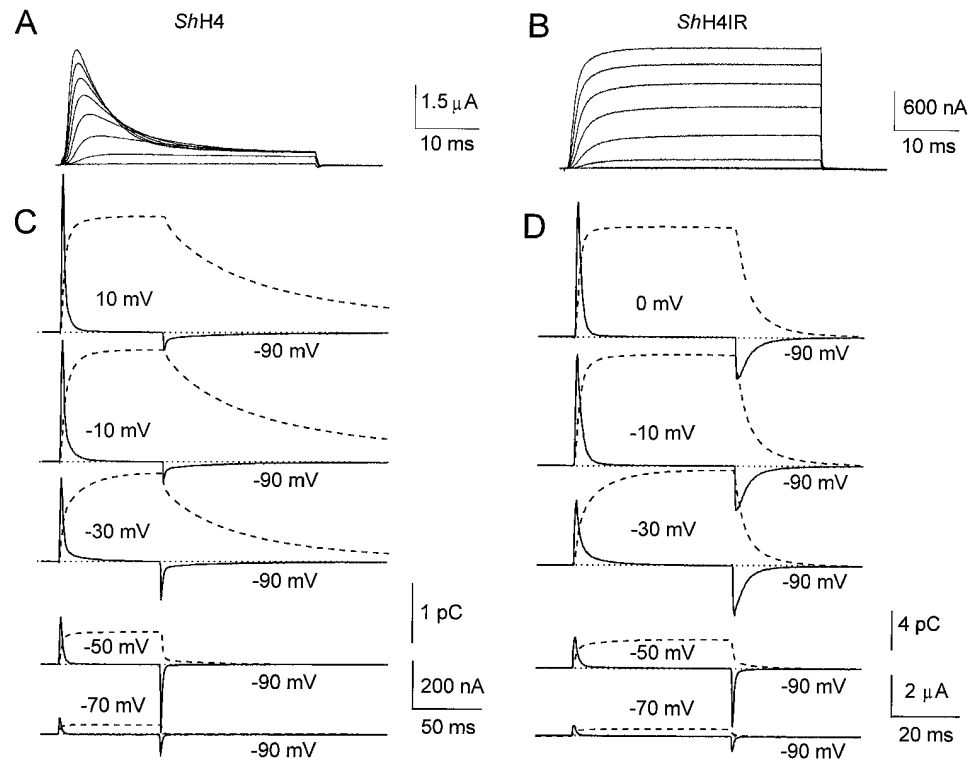 A
ShH4
1.5 μA
10 ms
B
ShH4IR
600 nA
10 ms
C
10 mV
-90 mV
-10 mV
-90 mV
-30 mV
-90 mV
-50 mV
-90 mV
-70 mV
-90 mV
1 pC
200 nA
50 ms
D
0 mV
-90 mV
-10 mV
-90 mV
-30 mV
-90 mV
-50 mV
-90 mV
-70 mV
-90 mV
4 pC
2 μA
20 ms